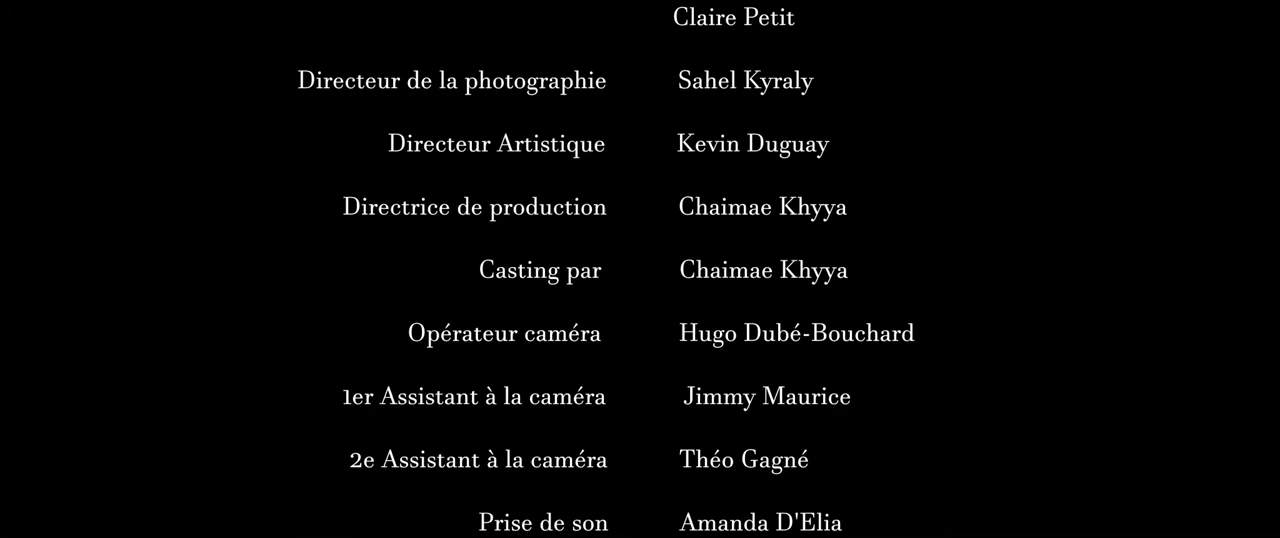 Claire Petit
Directeur de la photographie Sahel Kyraly
Directeur Artistique Kevin Duguay
Directrice de production Chaimae Khyya
Casting par Chaimae Khyya
Opérateur caméra Hugo Dubé-Bouchard
1er Assistant à la caméra Jimmy Maurice
2e Assistant à la caméra Théo Gagné
Prise de son Amanda D'Elia